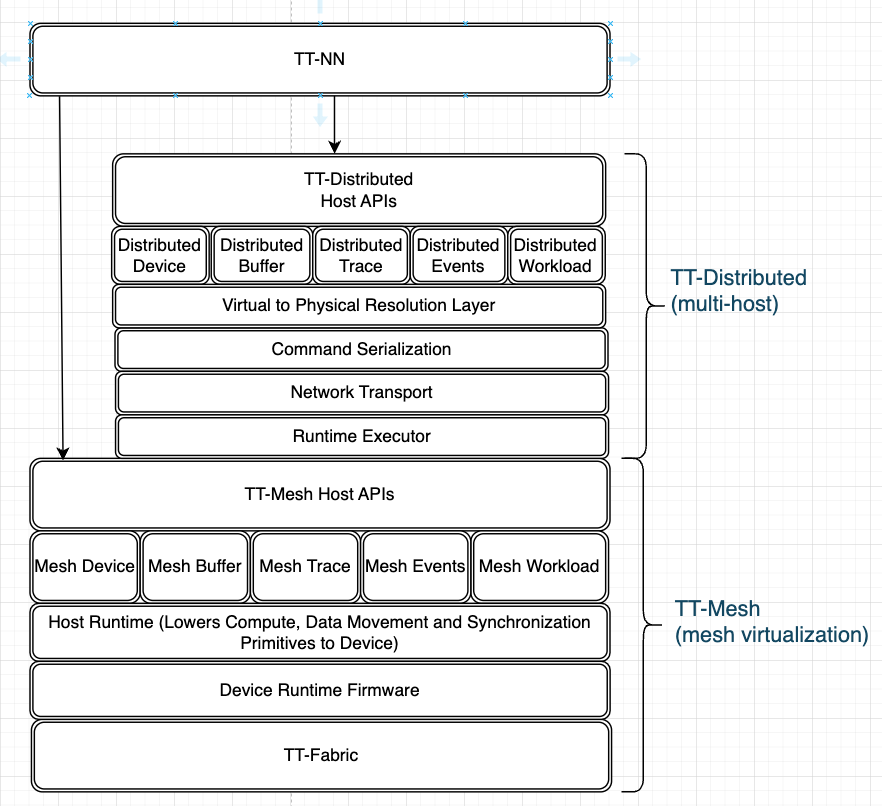 TT-NN
TT-Distributed
Host APIs
Distributed
Device
Distributed
Buffer
Distributed
Trace
Distributed
Events
Distributed
Workload
Virtual to Physical Resolution Layer
Command Serialization
Network Transport
Runtime Executor
TT-Distributed
(multi-host)
TT-Mesh Host APIs
Mesh Device
Mesh Buffer
Mesh Trace
Mesh Events
Mesh Workload
Host Runtime (Lowers Compute, Data Movement and Synchronization
Primitives to Device)
Device Runtime Firmware
TT-Fabric
TT-Mesh
(mesh virtualization)